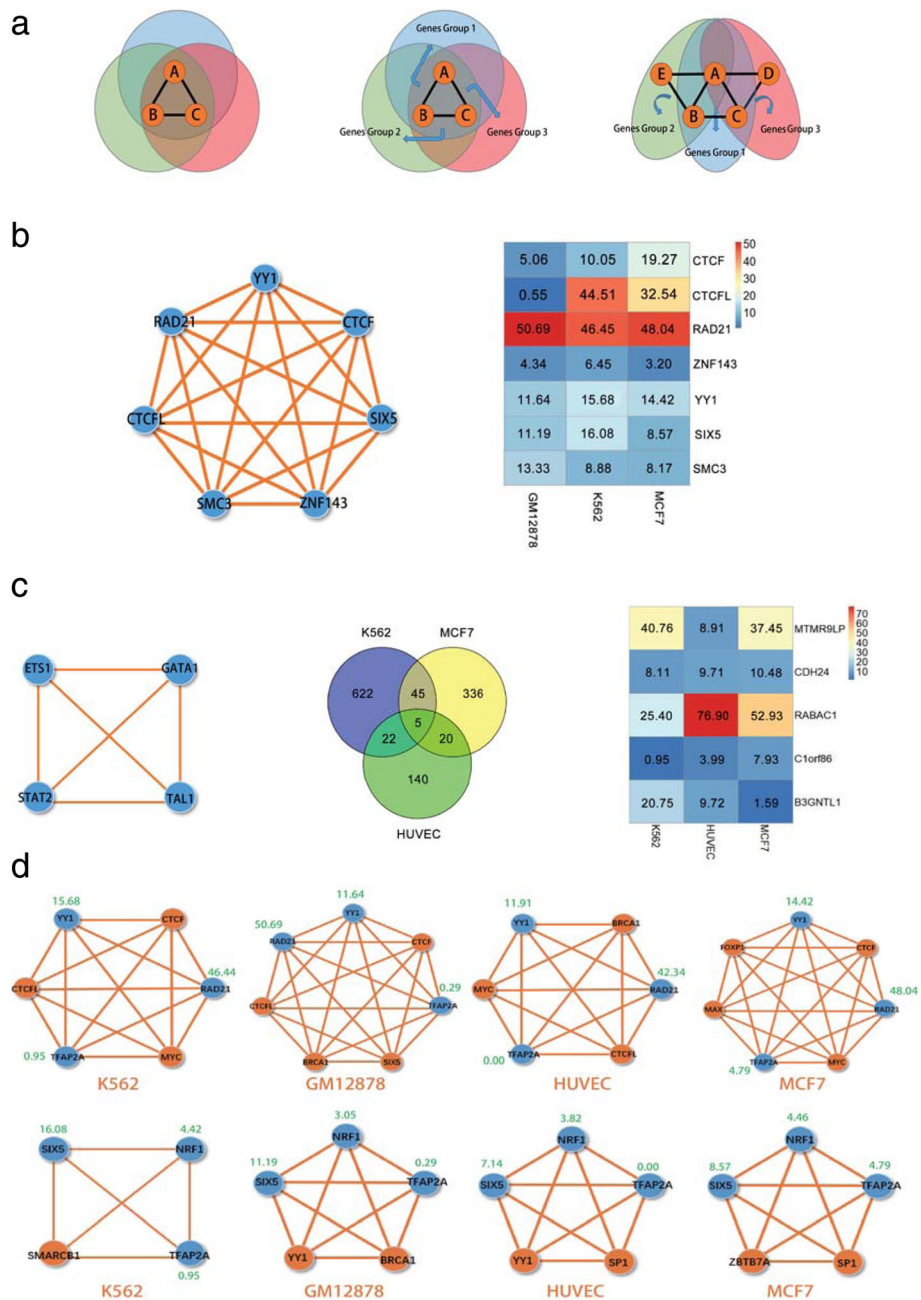 a
A
B C
Genes Group 1
A
B C
Genes Group 2
Genes Group 3
E A D
B C
Genes Group 2
Genes Group 1
Genes Group 3
b
YY1
RAD21
CTCF
CTCFL
SIX5
SMC3
ZNF143
5.06 10.05 19.27 CTCF
0.55 44.51 32.54 CTCFL
50.69 46.45 48.04 RAD21
4.34 6.45 3.20 ZNF143
11.64 15.68 14.42 YY1
11.19 16.08 8.57 SIX5
13.33 8.88 8.17 SMC3
GM12878
K562
MCF7
50
40
30
20
10
c
ETS1
GATA1
STAT2
TAL1
K562 MCF7
622 45 336
5
22 20
140
HUVEC
40.76 8.91 37.45 MTMR9LP
8.11 9.71 10.48 CDH24
25.40 76.90 52.93 RABAC1
0.95 3.99 7.93 C1orf86
20.75 9.72 1.59 B3GNTL1
K562
HUVEC
MCF7
70
60
50
40
30
20
10
d
15.68
YY1
CTCF
46.44
CTCFL
RAD21
0.95
TFAP2A
MYC
K562
11.64
YY1
50.69
RAD21
CTCF
0.29
CTCFL
TFAP2A
BRCA1
SIX5
GM12878
11.91
YY1
BRCA1
42.34
MYC
RAD21
0.00
TFAP2A
CTCFL
HUVEC
14.42
YY1
FOXP1
CTCF
48.04
MAX
RAD21
4.79
TFAP2A
MYC
MCF7
16.08
4.42
SIX5
NRF1
SMARCB1
TFAP2A
0.95
K562
3.05
NRF1
11.19
0.29
SIX5
TFAP2A
YY1
BRCA1
GM12878
3.82
NRF1
7.14
0.00
SIX5
TFAP2A
YY1
SP1
HUVEC
4.46
NRF1
8.57
4.79
SIX5
TFAP2A
ZBTB7A
SP1
MCF7